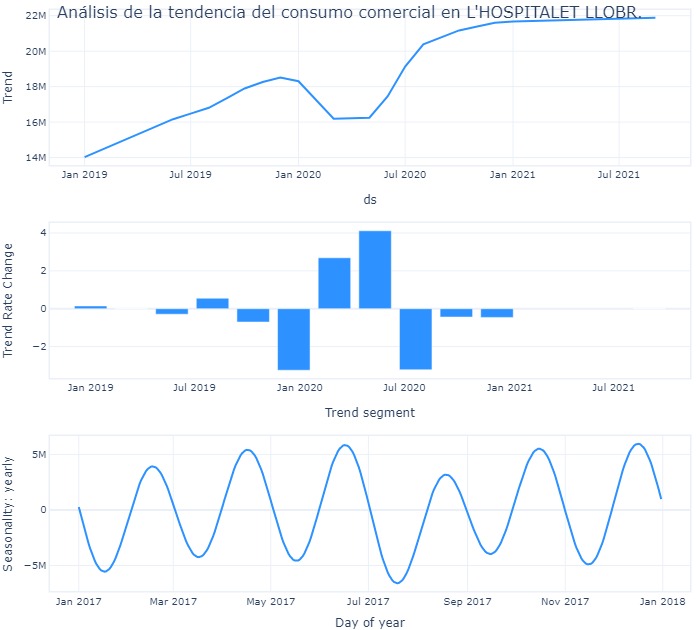 Análisis de la tendencia del consumo comercial en L'HOSPITALET LLOBR.
22M
20M
18M
16M
14M
Trend
Jan 2019 Jul 2019 Jan 2020 Jul 2020 Jan 2021 Jul 2021
ds
4
2
0
−2
Trend Rate Change
Jan 2019 Jul 2019 Jan 2020 Jul 2020 Jan 2021 Jul 2021
Trend segment
5M
0
−5M
Seasonality: yearly
Jan 2017 Mar 2017 May 2017 Jul 2017 Sep 2017 Nov 2017 Jan 2018
Day of year